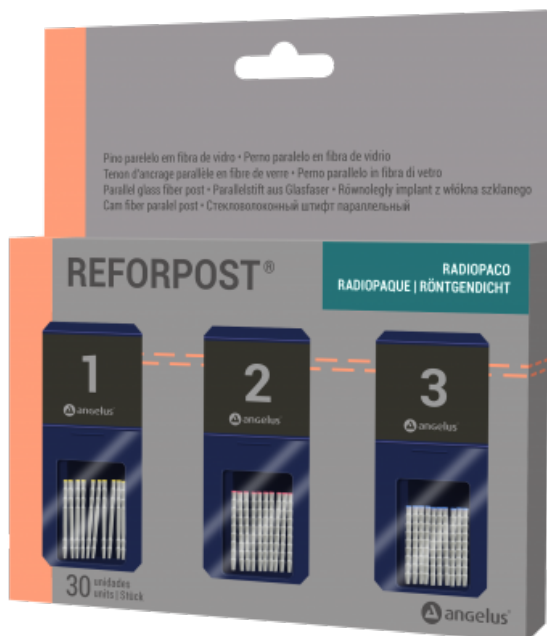 Pino parelelo em fibra de vidro • Perno paralelo en fibra de vidrio
Tenon d'ancrage parallèle en fibre de verre • Perno parallelo in fibra di vetro
Parallel glass fiber post • Parallelstift aus Glasfaser • Równoległy implant z włókna szklanego
Cam fiber paralel post • Стекловолоконный штифт параллельный
REFORPOST®
RADIOPACO
RADIOPAQUE | RÖNTGENDICHT
1
angelus
2
angelus
3
angelus
30 unidades
units | Stück
angelus